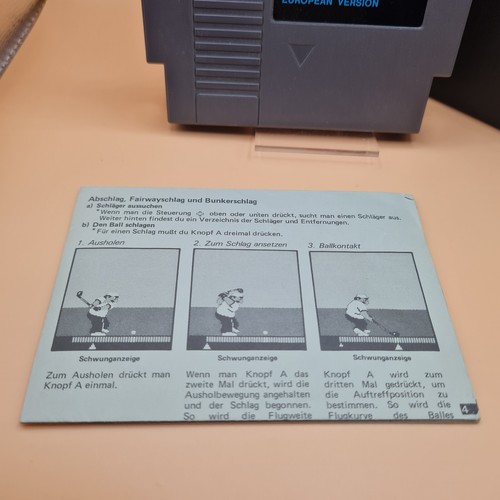 EUROPEAN VERSION
Abschlag, Fairwayschlag und Bunkerschlag
a) Schläger aussuchen
*Wenn man die Steuerung oben oder unten drückt, sucht man einen Schläger aus.
Weiter hinten findest du ein Verzeichnis der Schläger und Entfernungen.
b) Den Ball schlagen
*Für einen Schlag mußt du Knopf A dreimal drücken.
1. Ausholen
2. Zum Schlag ansetzen
3. Ballkontakt
Schwunganzeige
Schwunganzeige
Schwunganzeige
Zum Ausholen drückt man
Knopf A einmal.
Wenn man Knopf A das
zweite Mal drückt, wird die
Ausholbewegung angehalten
und der Schlag begonnen.
So wird die Flugweite
Knopf A wird zum
dritten Mal gedrückt, um
die Auftreffposition zu
bestimmen. So wird die
Flugkurve des Balles
4